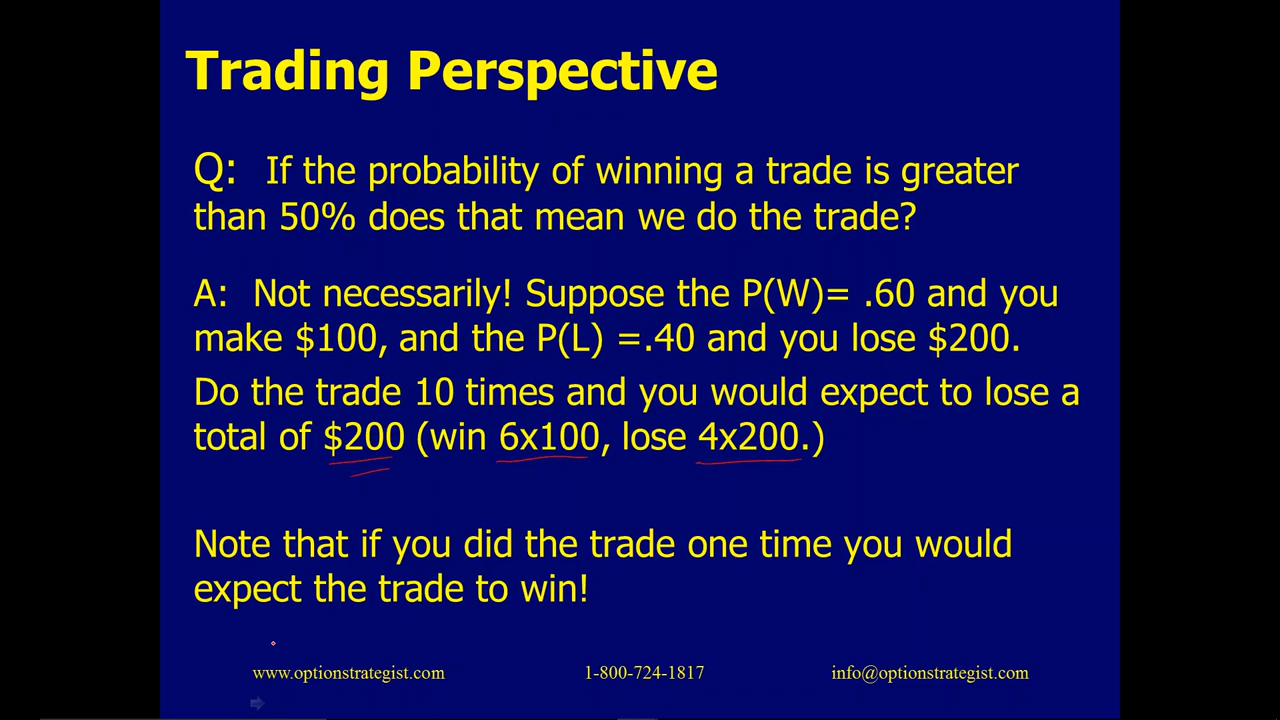 Trading Perspective
Q: If the probability of winning a trade is greater
than 50% does that mean we do the trade?
A: Not necessarily! Suppose the P(W)= .60 and you
make $100, and the P(L) =.40 and you lose $200.
Do the trade 10 times and you would expect to lose a
total of $200 (win 6x100, lose 4x200.)
Note that if you did the trade one time you would
expect the trade to win!
www.optionstrategist.com 1-800-724-1817 info@optionstrategist.com